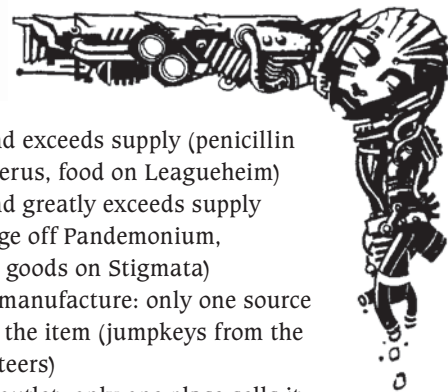 d exceeds supply (penicillin
erus, food on Leagueheim)
d greatly exceeds supply
ge off Pandemonium,
goods on Stigmata)
manufacture: only one source
the item (jumpkeys from the
teers)
outlet: only one place sells it